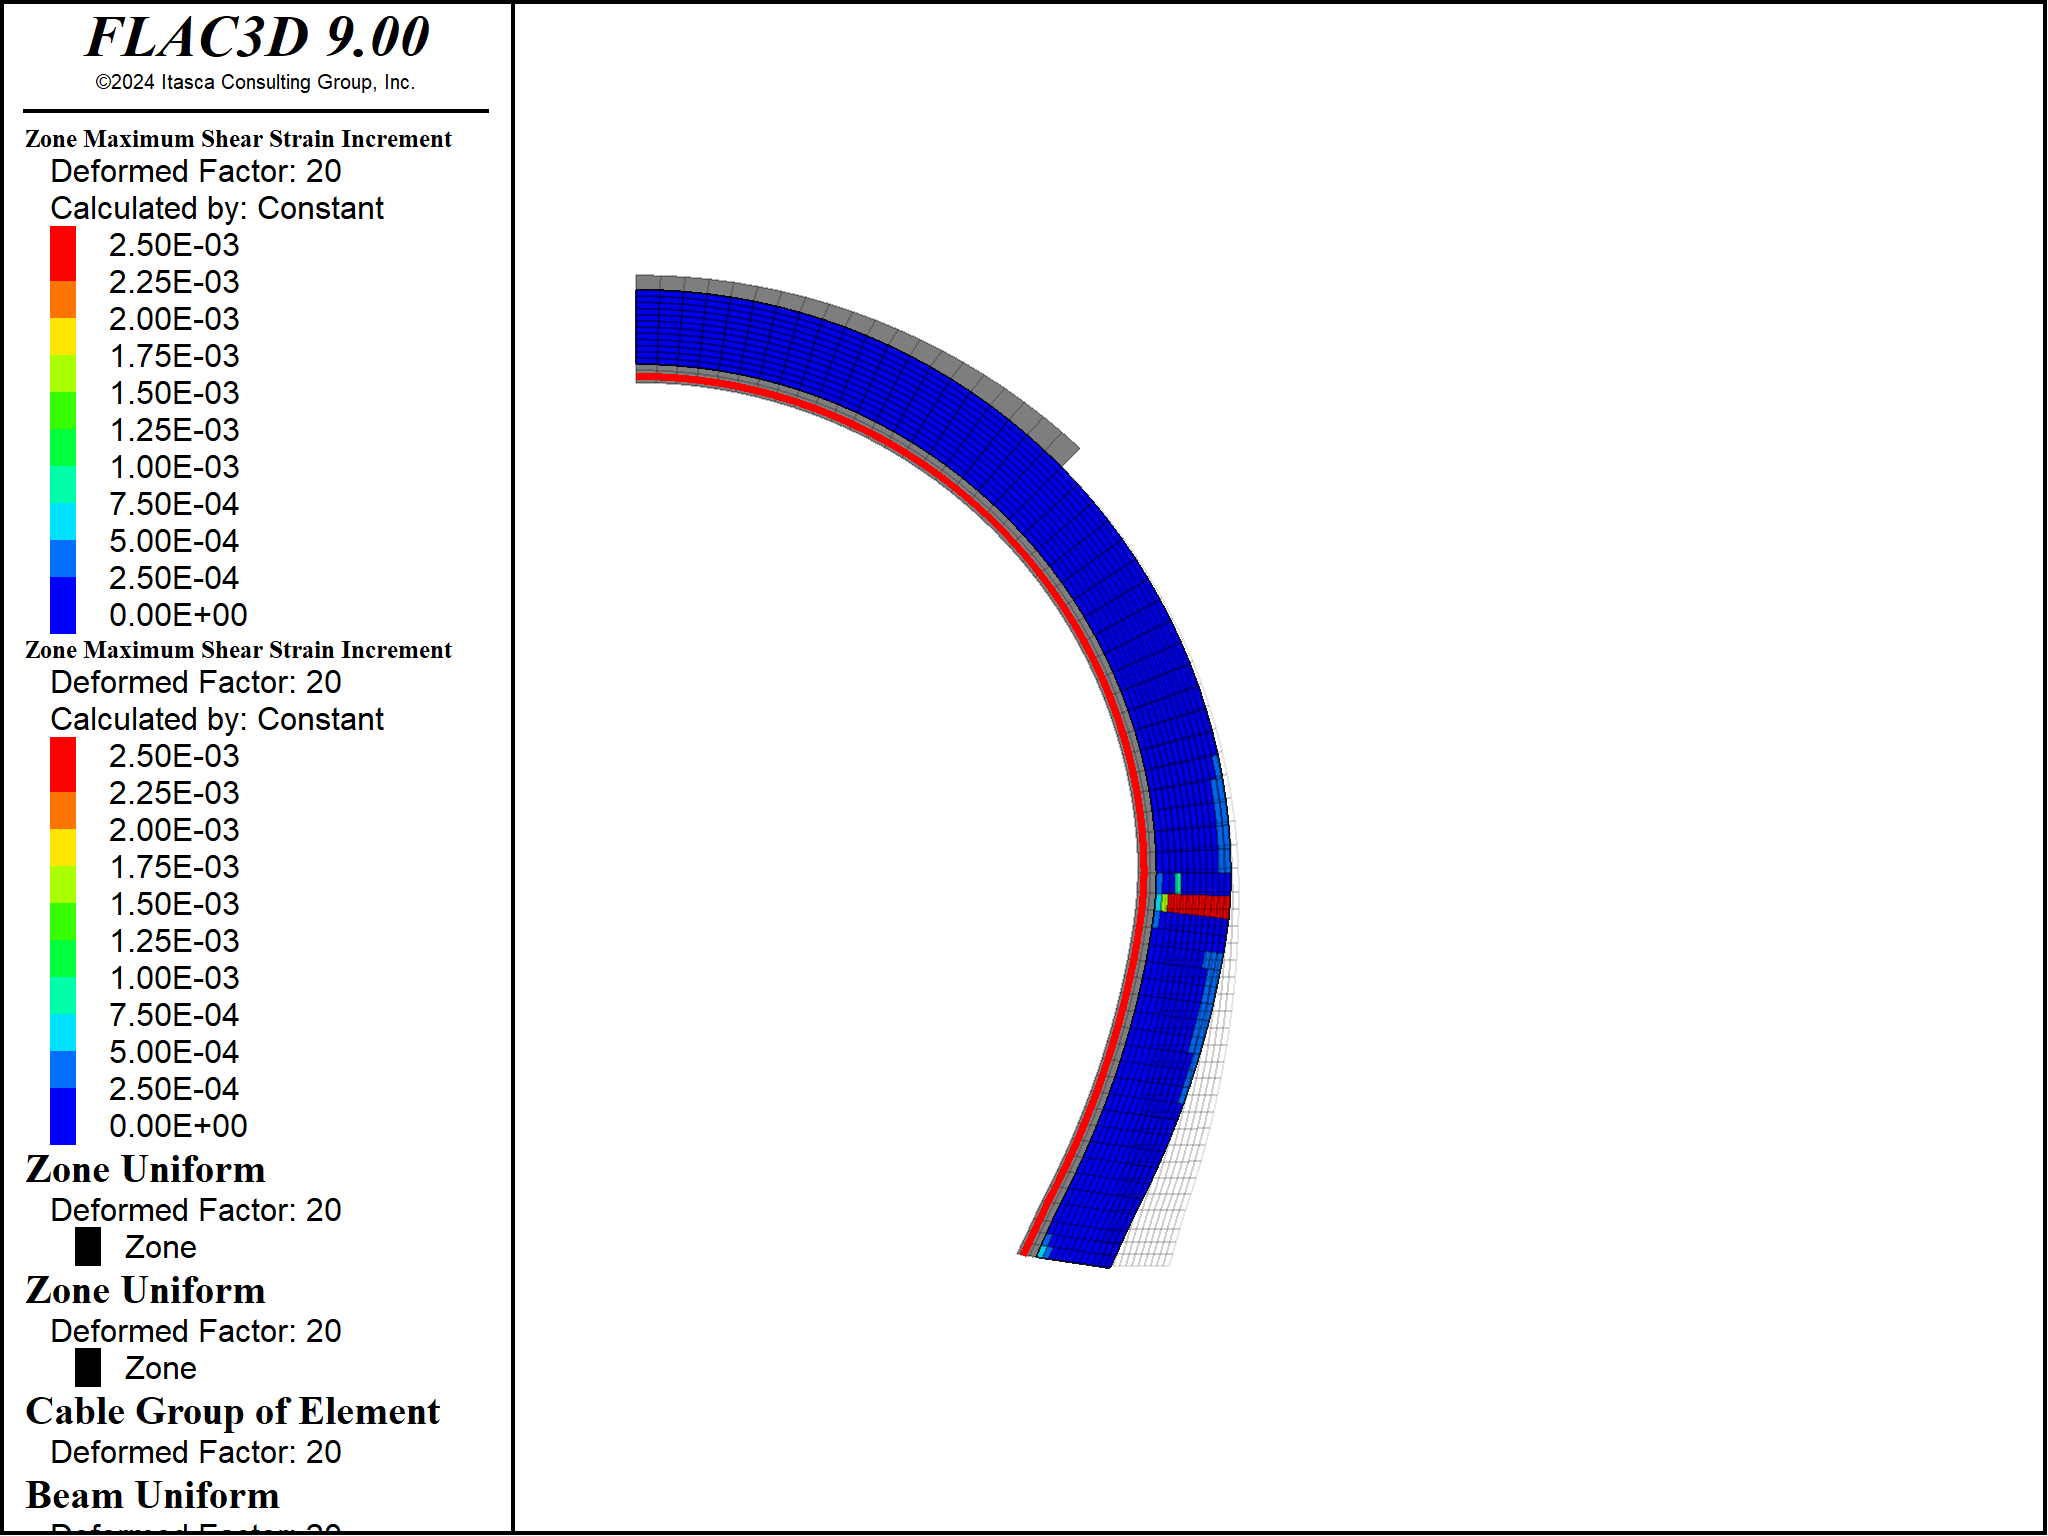 FLAC3D 9.00
©2024 Itasca Consulting Group, Inc.
Zone Maximum Shear Strain Increment
Deformed Factor: 20
Calculated by: Constant
2.50E-03
2.25E-03
2.00E-03
1.75E-03
1.50E-03
1.25E-03
1.00E-03
7.50E-04
5.00E-04
2.50E-04
0.00E+00
Zone Maximum Shear Strain Increment
Deformed Factor: 20
Calculated by: Constant
2.50E-03
2.25E-03
2.00E-03
1.75E-03
1.50E-03
1.25E-03
1.00E-03
7.50E-04
5.00E-04
2.50E-04
0.00E+00
Zone Uniform
Deformed Factor: 20
Zone
Zone Uniform
Deformed Factor: 20
Zone
Cable Group of Element
Deformed Factor: 20
Beam Uniform
Deformed Factor: 20